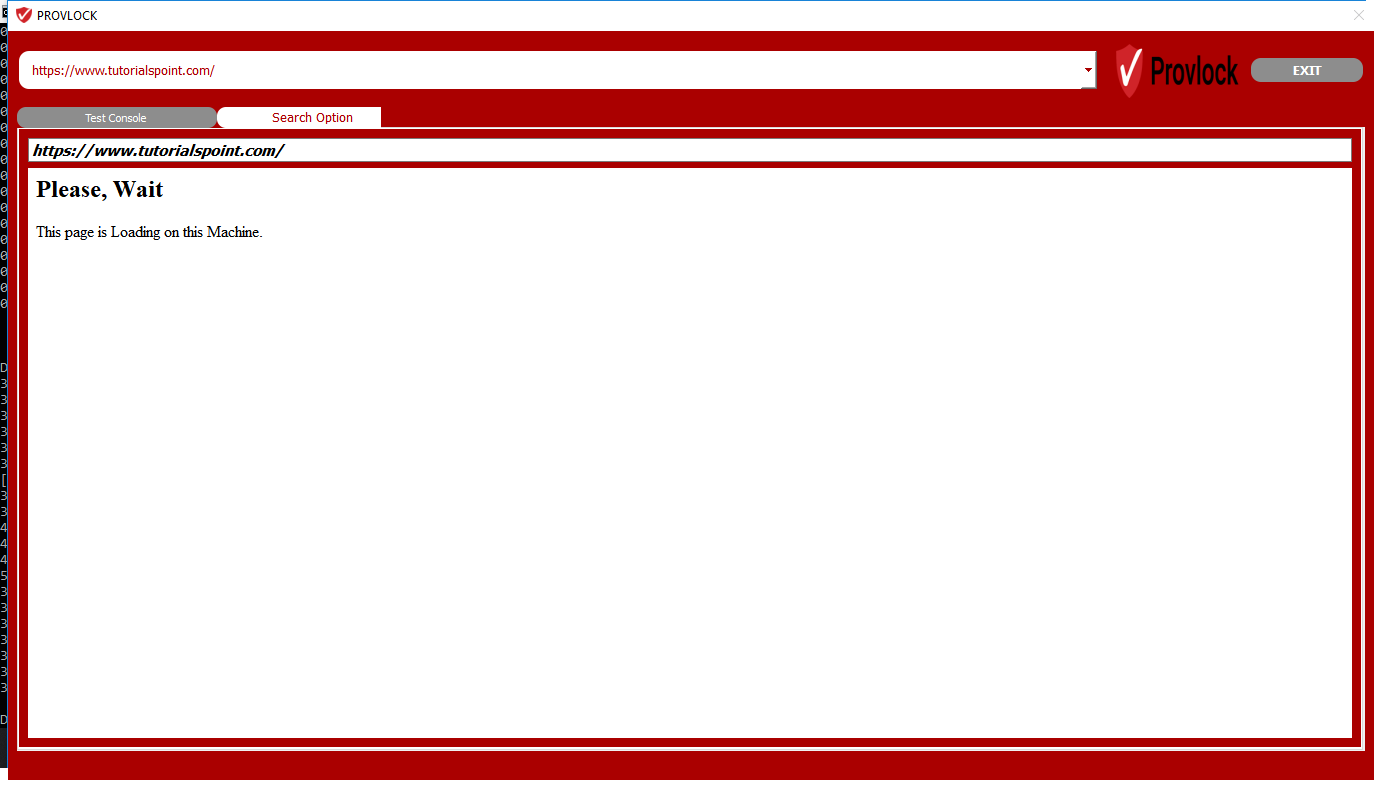 PROVLOCK
https://www.tutorialspoint.com/
Provlock
EXIT
Test Console
Search Option
https://www.tutorialspoint.com/
Please, Wait
This page is Loading on this Machine.